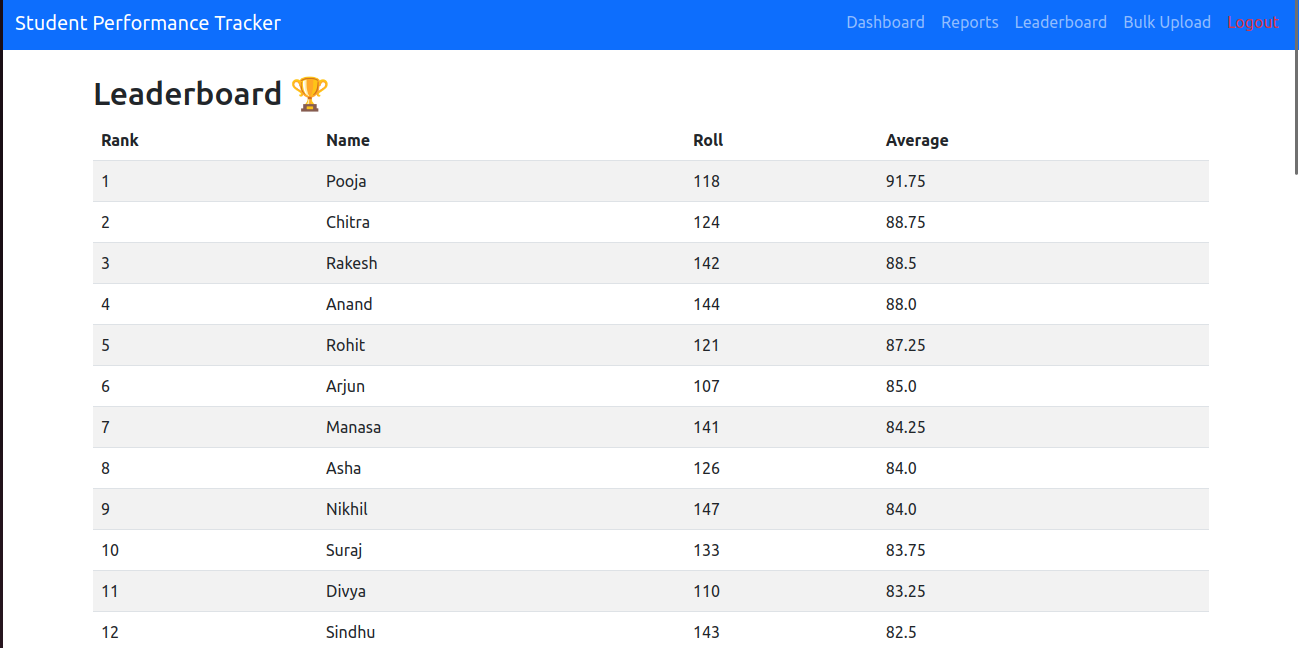 Student Performance Tracker Dashboard Reports Leaderboard Bulk Upload Logout
Leaderboard 🏆
Rank Name Roll Average
1 Pooja 118 91.75
2 Chitra 124 88.75
3 Rakesh 142 88.5
4 Anand 144 88.0
5 Rohit 121 87.25
6 Arjun 107 85.0
7 Manasa 141 84.25
8 Asha 126 84.0
9 Nikhil 147 84.0
10 Suraj 133 83.75
11 Divya 110 83.25
12 Sindhu 143 82.5